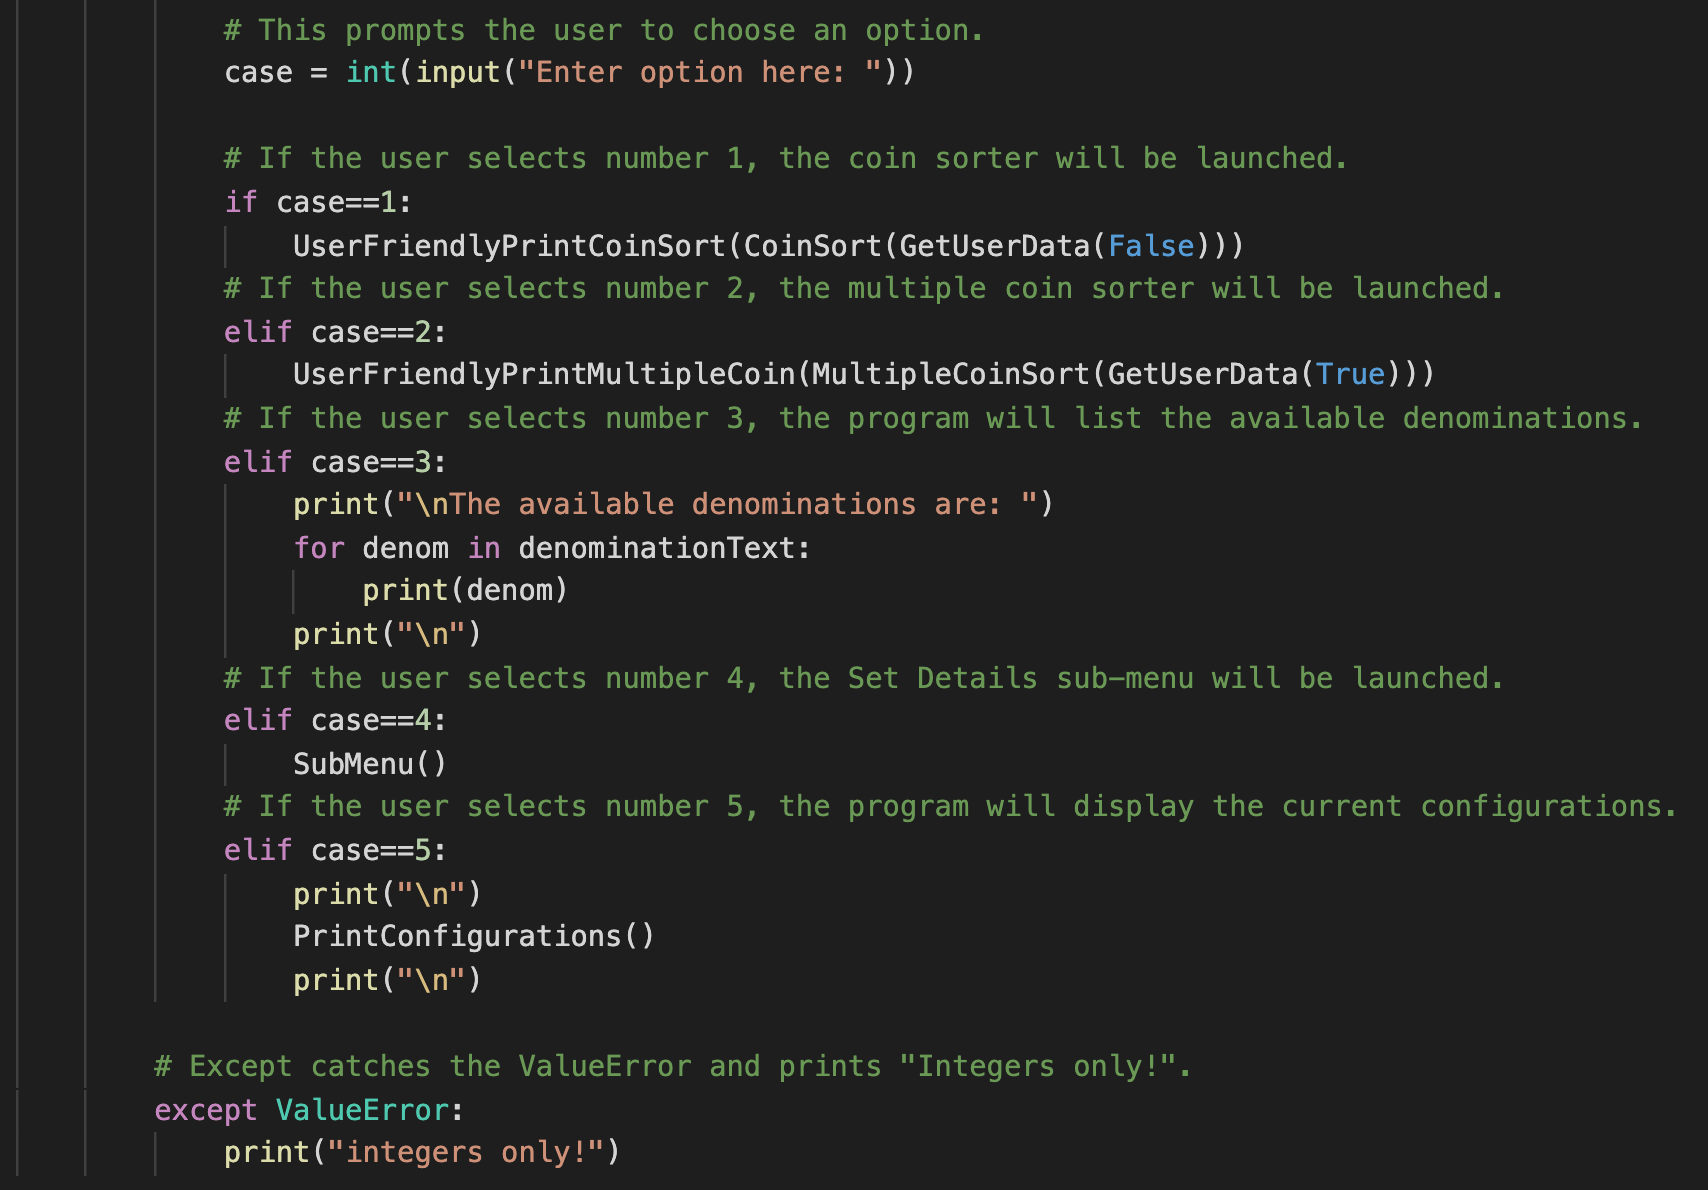 # This prompts the user to choose an option.
case = int(input("Enter option here: "))
# If the user selects number 1, the coin sorter will be launched.
if case==1:
UserFriendlyPrintCoinSort(CoinSort(GetUserData(False)))
# If the user selects number 2, the multiple coin sorter will be launched.
elif case==2:
UserFriendlyPrintMultipleCoin(MultipleCoinSort(GetUserData(True)))
# If the user selects number 3, the program will list the available denominations.
elif case==3:
print("\nThe available denominations are: ")
for denom in denominationText:
print(denom)
print("\n")
# If the user selects number 4, the Set Details sub-menu will be launched.
elif case==4:
SubMenu()
# If the user selects number 5, the program will display the current configurations.
elif case==5:
print("\n")
PrintConfigurations()
print("\n")
# Except catches the ValueError and prints "Integers only!".
except ValueError:
print("integers only!")